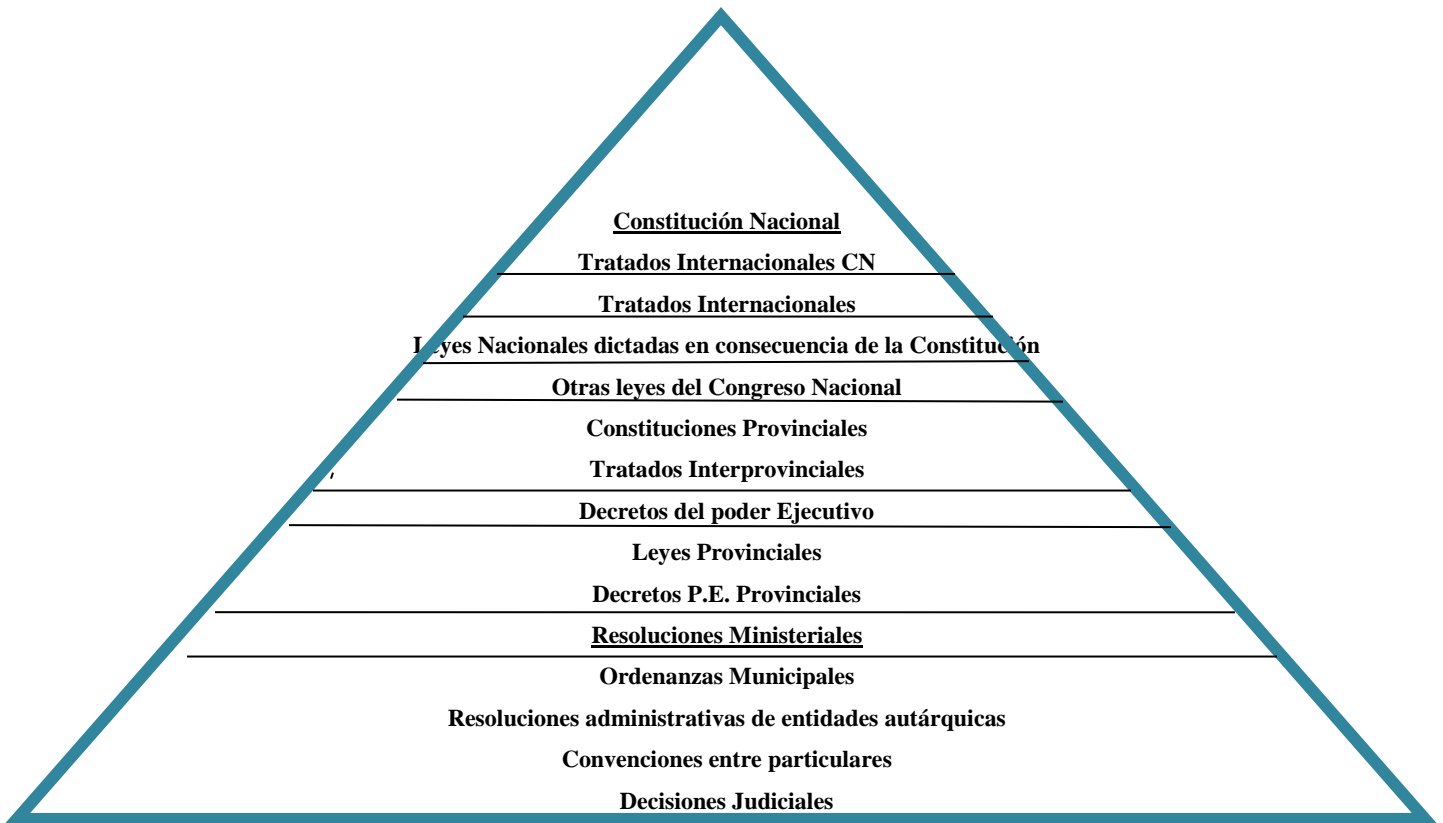 Constitución Nacional
Tratados Internacionales CN
Tratados Internacionales
Leyes Nacionales dictadas en consecuencia de la Constitución
Otras leyes del Congreso Nacional
Constituciones Provinciales
Tratados Interprovinciales
Decretos del poder Ejecutivo
Leyes Provinciales
Decretos P.E. Provinciales
Resoluciones Ministeriales
Ordenanzas Municipales
Resoluciones administrativas de entidades autárquicas
Convenciones entre particulares
Decisiones Judiciales